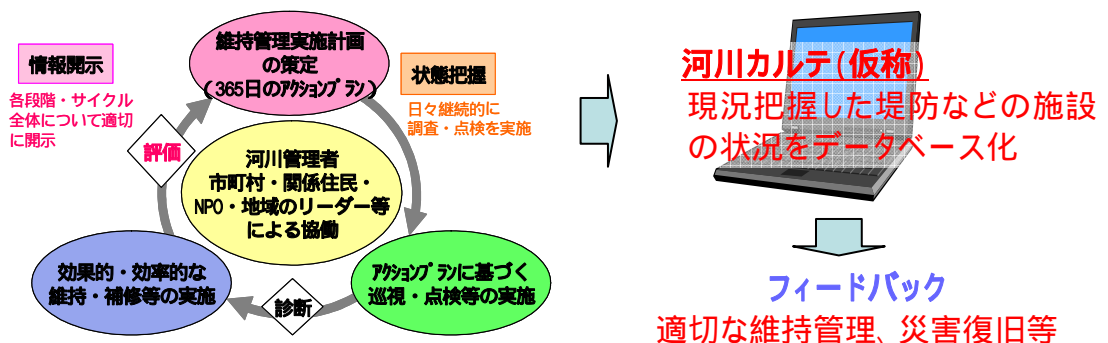 情報開示
各段階・サイクル
全体について適切
に開示
維持管理実施計画
の策定
(365日のｱｸｼｮﾝﾌﾟﾗﾝ)
状態把握
日々継続的に
調査・点検を実施
評価
河川管理者
市町村・関係住民・
NPO・地域のリーダー等
による協働
効果的・効率的な
維持・補修等の実施
診断
ｱｸｼｮﾝﾌﾟﾗﾝに基づく
巡視・点検等の実施
河川カルテ(仮称)
現況把握した堤防などの施設
の状況をデータベース化
フィードバック
適切な維持管理、災害復旧等